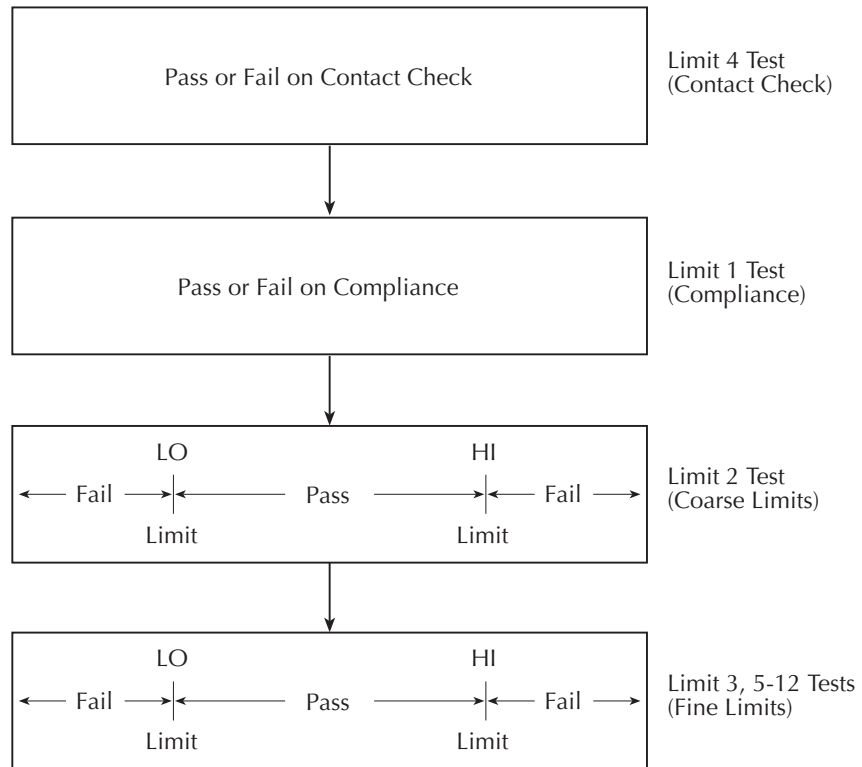 Pass or Fail on Contact Check
Limit 4 Test
(Contact Check)
Pass or Fail on Compliance
Limit 1 Test
(Compliance)
LO HI
Fail Pass Fail
Limit Limit
Limit 2 Test
(Coarse Limits)
LO HI
Fail Pass Fail
Limit Limit
Limit 3, 5-12 Tests
(Fine Limits)